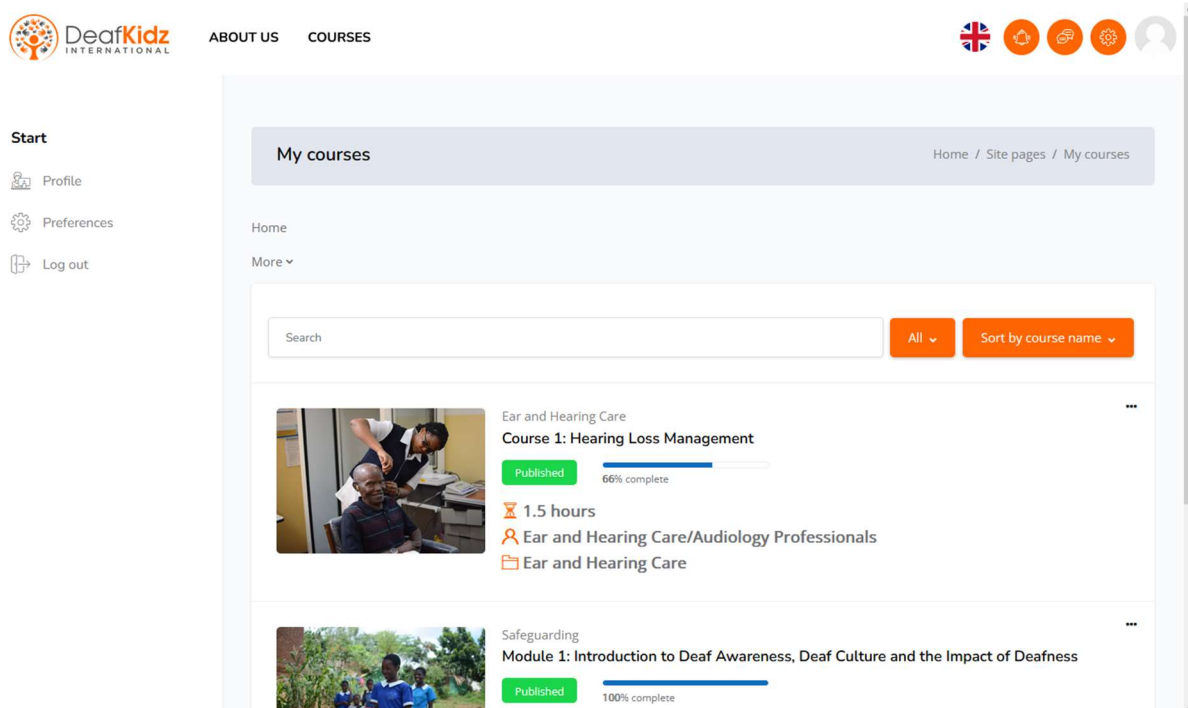 DeafKidz
INTERNATIONAL
ABOUT US
COURSES
Start
Profile
Preferences
Log out
My courses
Home / Site pages / My courses
Home
More
Search
All
Sort by course name
Ear and Hearing Care
Course 1: Hearing Loss Management
Published
66% complete
1.5 hours
Ear and Hearing Care/Audiology Professionals
Ear and Hearing Care
Safeguarding
Module 1: Introduction to Deaf Awareness, Deaf Culture and the Impact of Deafness
Published
100% complete